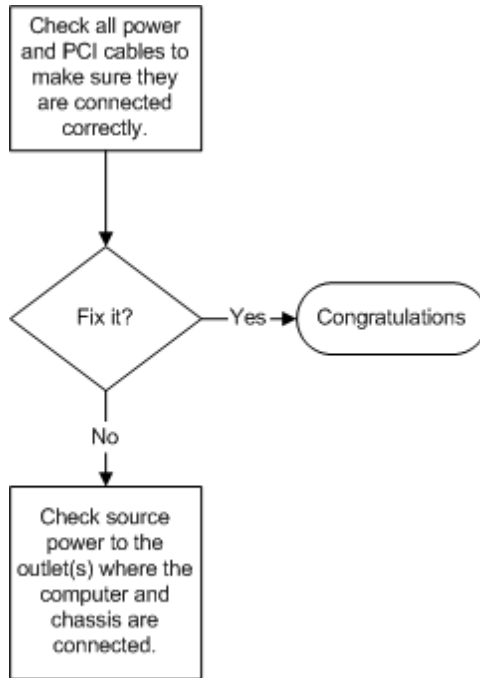 Check all power
and PCI cables to
make sure they
are connected
correctly.
Fix it?
Yes
Congratulations
No
Check source
power to the
outlet(s) where the
computer and
chassis are
connected.